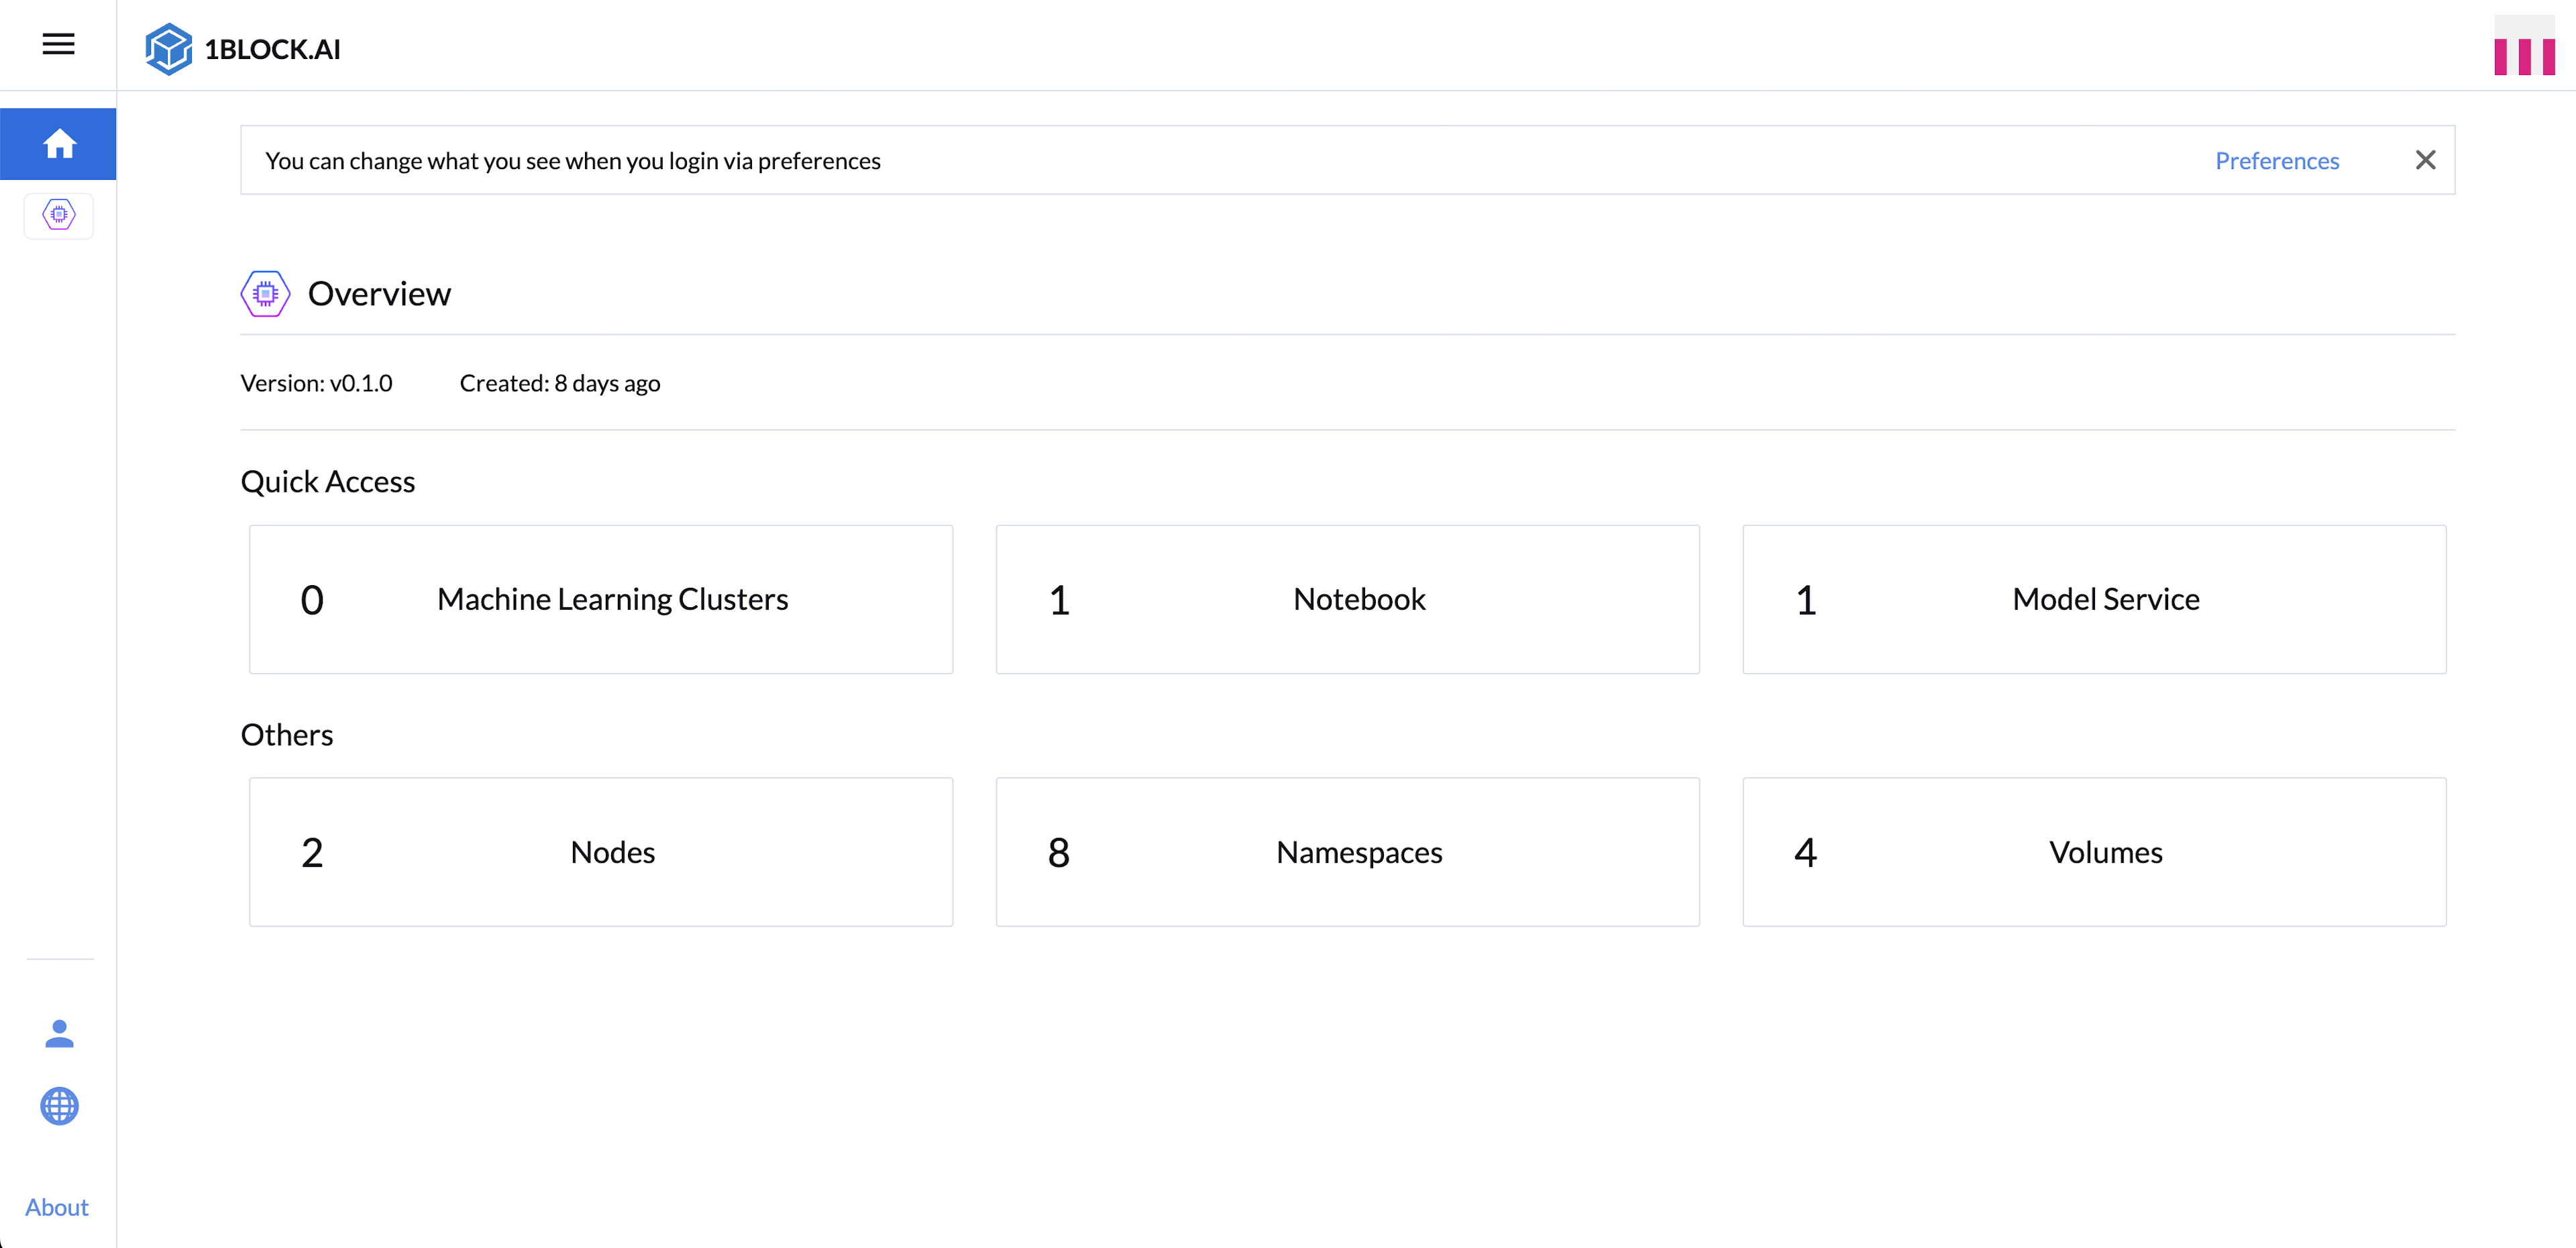 1BLOCK.AI
You can change what you see when you login via preferences
Preferences
Overview
Version: v0.1.0
Created: 8 days ago
Quick Access
0
Machine Learning Clusters
1
Notebook
1
Model Service
Others
2
Nodes
8
Namespaces
4
Volumes
About